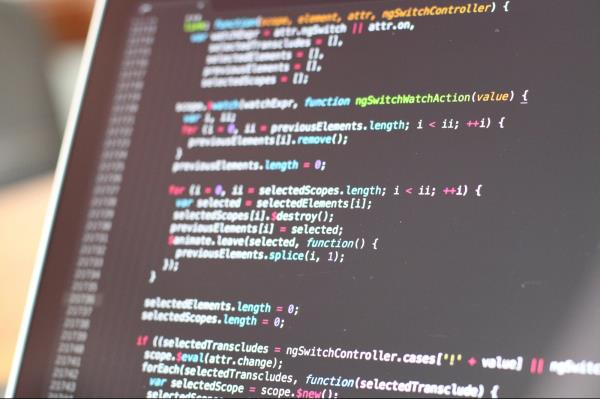 link: function(scope, element, attr, ngSwitchController) {
var watchExpr = attr.ngSwitch || attr.on,
selectedTranscludes = [],
selectedElements = [],
previousElements = [],
selectedScopes = [];
scope.$watch(watchExpr, function ngSwitchWatchAction(value) {
var i, ii;
for (i = 0, ii = previousElements.length; i < ii; ++i) {
previousElements[i].remove();
}
previousElements.length = 0;
for (i = 0, ii = selectedScopes.length; i < ii; ++i) {
var selected = selectedElements[i];
selectedScopes[i].$destroy();
previousElements[i] = selected;
$animate.leave(selected, function() {
previousElements.splice(i, 1);
});
}
selectedElements.length = 0;
selectedScopes.length = 0;
if ((selectedTranscludes = ngSwitchController.cases['!' + value] || ngSwitc
scope.$eval(attr.change);
forEach(selectedTranscludes, function(selectedTransclude) {
var selectedScope = scope.$new();